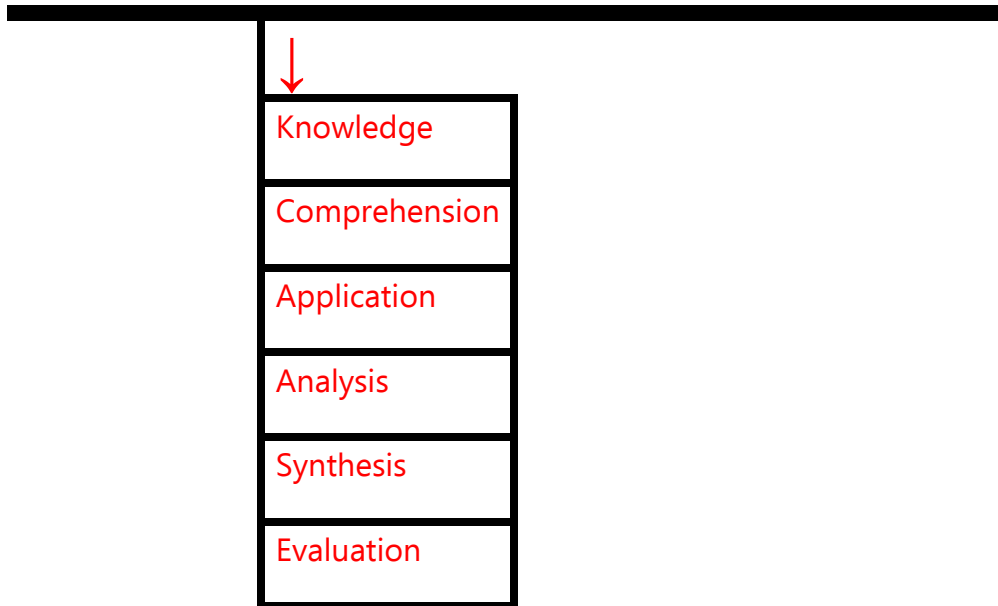 ↓
Knowledge
Comprehension
Application
Analysis
Synthesis
Evaluation